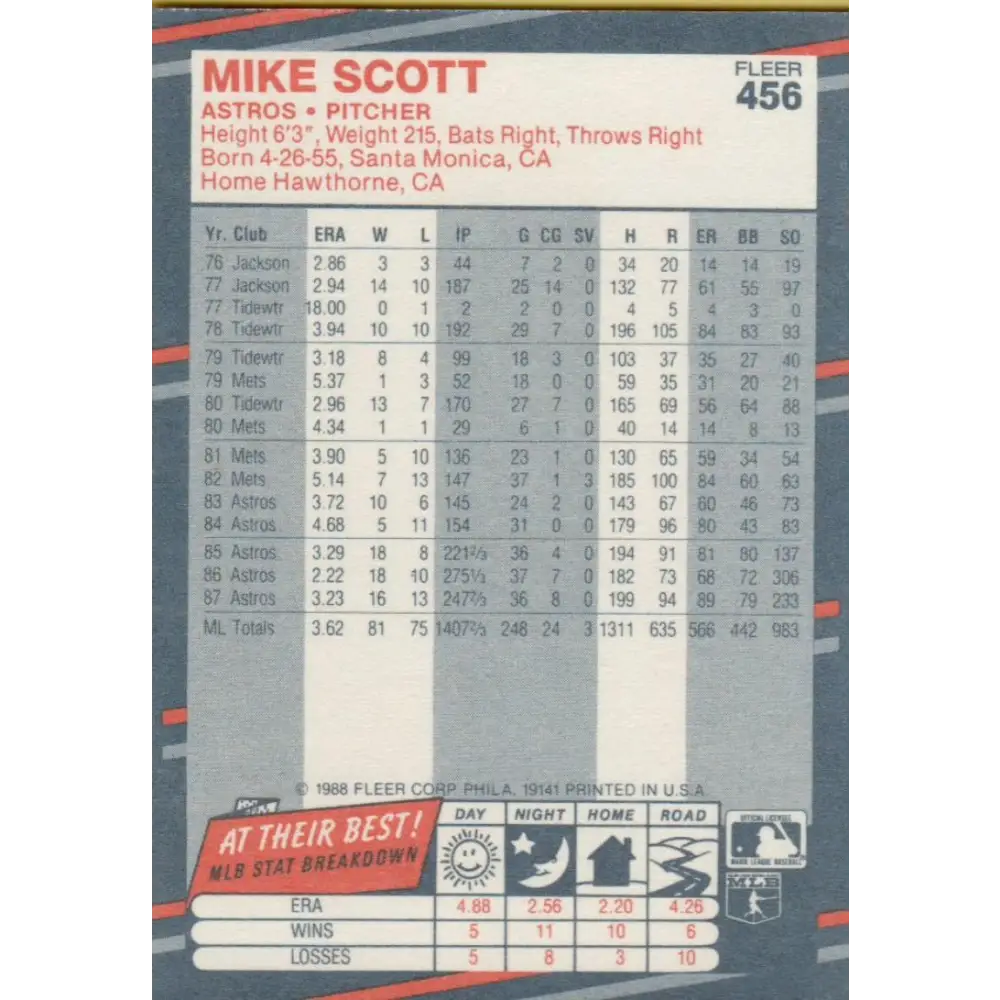 MIKE SCOTT
FLEER
456
ASTROS • PITCHER
Height 6'3", Weight 215, Bats Right, Throws Right
Born 4-26-55, Santa Monica, CA
Home Hawthorne, CA
Yr. Club ERA W L IP G CG SV H R ER BB SO
76 Jackson 2.86 3 3 44 7 2 0 34 20 14 14 19
77 Jackson 2.94 14 10 187 25 14 0 132 77 61 55 97
77 Tidewtr 18.00 0 1 2 2 0 0 4 5 4 3 0
78 Tidewtr 3.94 10 10 192 29 7 0 196 105 84 83 93
79 Tidewtr 3.18 8 4 99 18 3 0 103 37 35 27 40
79 Mets 5.37 1 3 52 18 0 0 59 35 31 20 21
80 Tidewtr 2.96 13 7 170 27 7 0 165 69 56 64 88
80 Mets 4.34 1 1 29 6 1 0 40 14 14 8 13
81 Mets 3.90 5 10 136 23 1 0 130 65 59 34 54
82 Mets 5.14 7 13 147 37 1 3 185 100 84 60 63
83 Astros 3.72 10 6 145 24 2 0 143 67 60 46 73
84 Astros 4.68 5 11 154 31 0 0 179 96 80 43 83
85 Astros 3.29 18 8 221⅔ 36 4 0 194 91 81 80 137
86 Astros 2.22 18 10 275⅓ 37 7 0 182 73 68 72 306
87 Astros 3.23 16 13 247⅔ 36 8 0 199 94 89 79 233
ML Totals 3.62 81 75 1407⅔ 248 24 3 1311 635 566 442 983
© 1988 FLEER CORP PHILA. 19141 PRINTED IN U.S.A
AT THEIR BEST!
MLB STAT BREAKDOWN
DAY NIGHT HOME ROAD
OFFICIAL LICENSEE
MAJOR LEAGUE BASEBALL
MLB
ERA 4.88 2.56 2.20 4.26
WINS 5 11 10 6
LOSSES 5 8 3 10